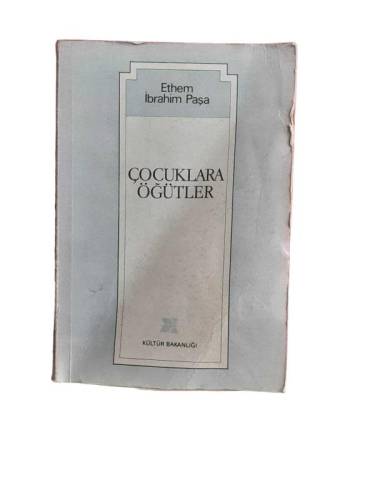 Ethem
İbrahim Paşa
ÇOCUKLARA
ÖĞÜTLER
KÜLTÜR BAKANLIĞI